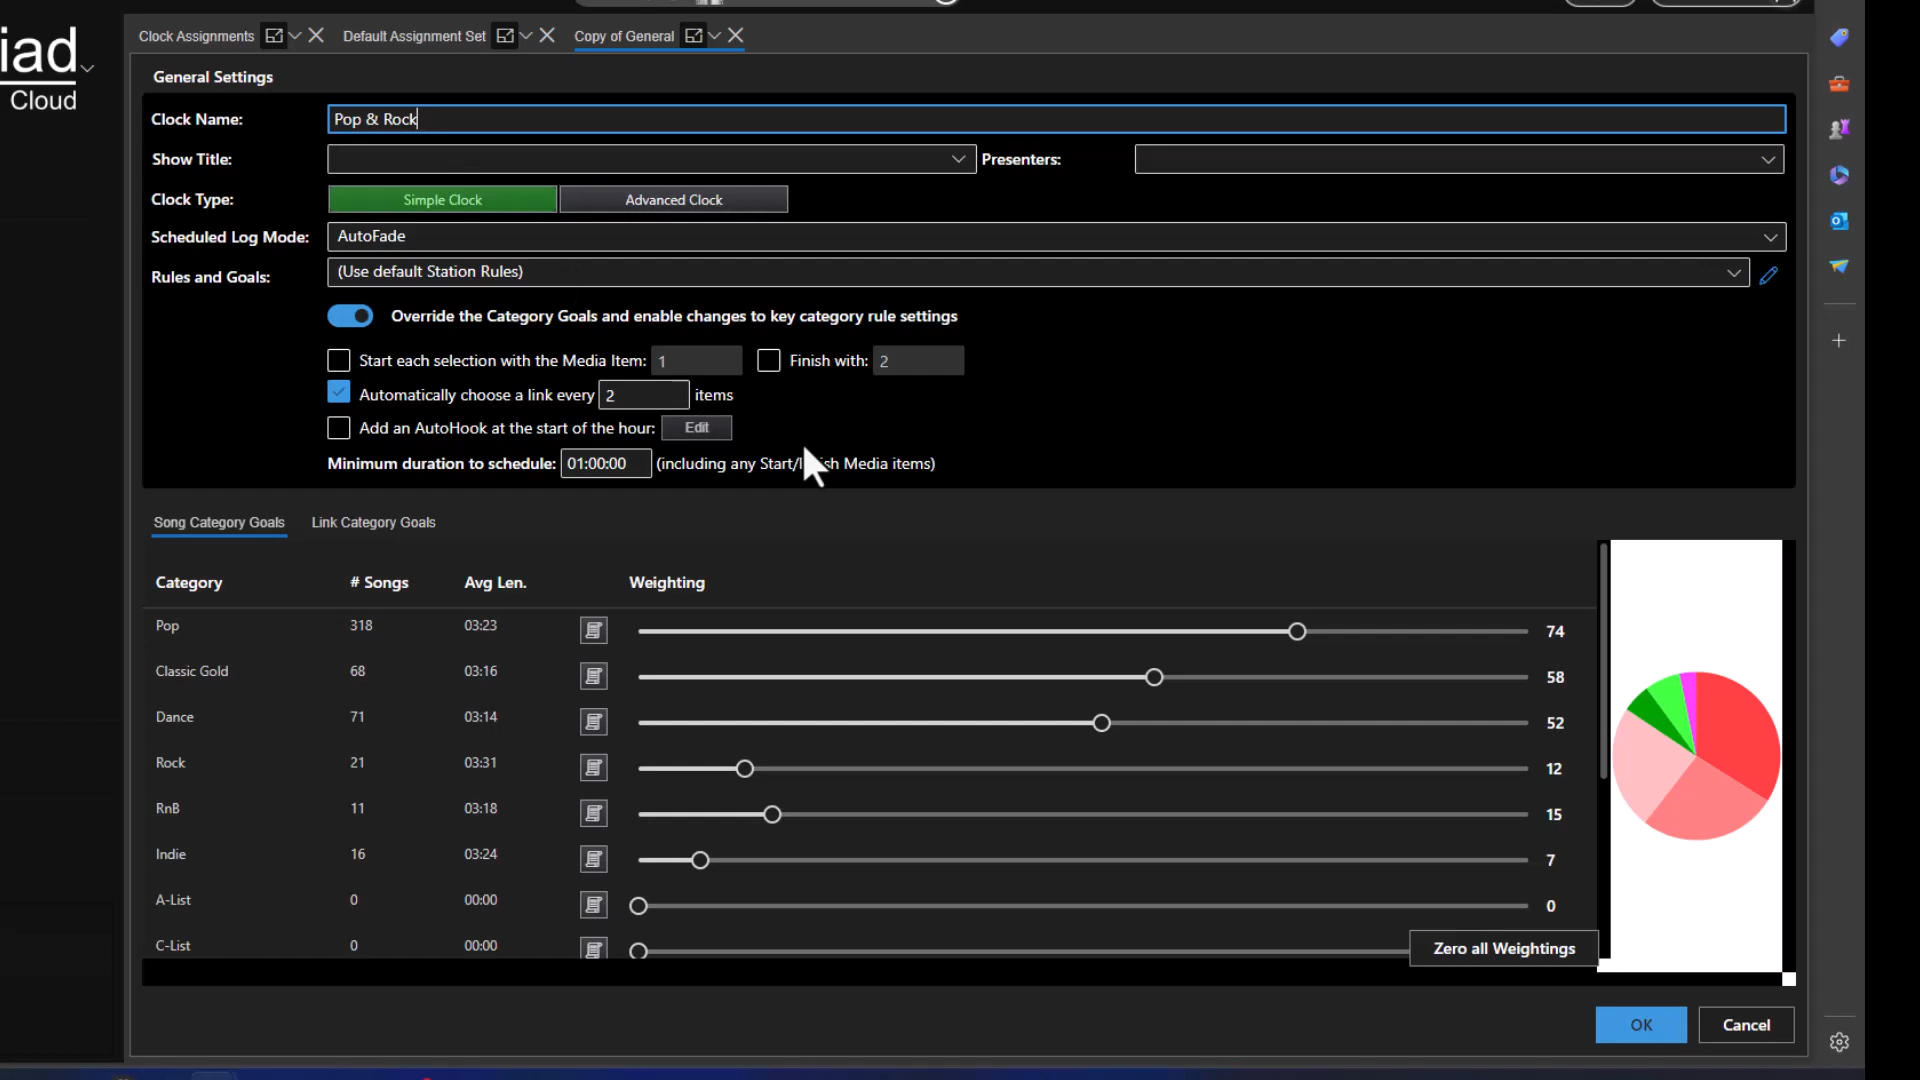 iad
Cloud
Clock Assignments Default Assignment Set Copy of General
General Settings
Clock Name: Pop & Rock
Show Title: Presenters:
Clock Type: Simple Clock Advanced Clock
Scheduled Log Mode: AutoFade
Rules and Goals: (Use default Station Rules)
Override the Category Goals and enable changes to key category rule settings
Start each selection with the Media Item: 1 Finish with: 2
Automatically choose a link every 2 items
Add an AutoHook at the start of the hour: Edit
Minimum duration to schedule: 01:00:00 (including any Start/Finish Media items)
Song Category Goals Link Category Goals
Category # Songs Avg Len. Weighting
Pop 318 03:23 74
Classic Gold 68 03:16 58
Dance 71 03:14 52
Rock 21 03:31 12
RnB 11 03:18 15
Indie 16 03:24 7
A-List 0 00:00 0
C-List 0 00:00
Zero all Weightings
OK Cancel